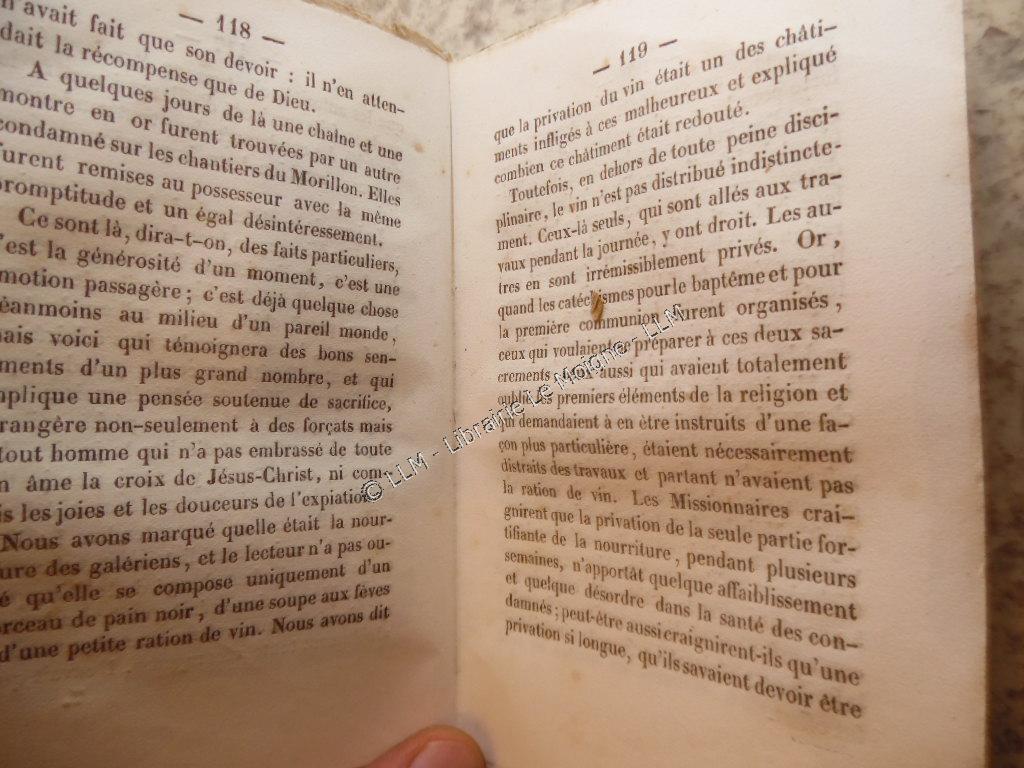 — 118 —
avait fait que son devoir : il n'en atten-
dait la récompense que de Dieu.
A quelques jours de là une chaîne et une
montre en or furent trouvées par un autre
condamné sur les chantiers du Morillon. Elles
furent remises au possesseur avec la même
promptitude et un égal désintéressement.
Ce sont là, dira-t-on, des faits particuliers,
c'est la générosité d'un moment, c'est une
motion passagère ; c'est déjà quelque chose
éanmoins au milieu d'un pareil monde,
ais voici qui témoignera des bons sen-
ments d'un plus grand nombre, et qui
plique une pensée soutenue de sacrifice,
rangère non-seulement à des forçats mais
tout homme qui n'a pas embrassé de toute
n âme la croix de Jésus-Christ, ni com-
is les joies et les douceurs de l'expiation.
Nous avons marqué quelle était la nour-
ure des galériens, et le lecteur n'a pas ou-
é qu'elle se compose uniquement d'un
rceau de pain noir, d'une soupe aux fèves
d'une petite ration de vin. Nous avons dit
— 119 —
que la privation du vin était un des châti-
ments infligés à ces malheureux et expliqué
combien ce châtiment était redouté.
Toutefois, en dehors de toute peine disci-
plinaire, le vin n'est pas distribué indistincte-
ment. Ceux-là seuls, qui sont allés aux tra-
vaux pendant la journée, y ont droit. Les au-
tres en sont irrémissiblement privés. Or,
quand les catéchismes pour le baptême et pour
la première communion furent organisés,
ceux qui voulaient se préparer à ces deux sa-
crements, ceux aussi qui avaient totalement
oublié les premiers éléments de la religion et
qui demandaient à en être instruits d'une fa-
çon plus particulière, étaient nécessairement
distraits des travaux et partant n'avaient pas
la ration de vin. Les Missionnaires crai-
gnirent que la privation de la seule partie for-
tifiante de la nourriture, pendant plusieurs
semaines, n'apportât quelque affaiblissement
et quelque désordre dans la santé des con-
damnés ; peut-être aussi craignirent-ils qu'une
privation si longue, qu'ils savaient devoir être
© LLM - Librairie Le Moigne - LLM